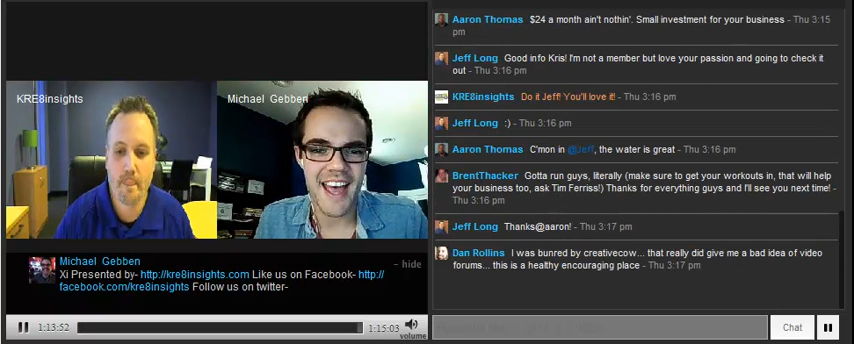 KRE8insights
Michael Gebben
Michael Gebben
Xi Presented by- http://kre8insights.com Like us on Facebook- http://
facebook.com/kre8insights Follow us on twitter-
– hide
1:13:52
1:15:03
volume
Aaron Thomas $24 a month ain't nothin'. Small investment for your business - Thu 3:15
pm
Jeff Long Good info Kris! I'm not a member but love your passion and going to check it
out - Thu 3:16 pm
KRE8insights Do it Jeff! You'll love it! - Thu 3:16 pm
Jeff Long :) - Thu 3:16 pm
Aaron Thomas C'mon in @Jeff, the water is great - Thu 3:16 pm
BrentThacker Gotta run guys, literally (make sure to get your workouts in, that will help
your business too, ask Tim Ferriss!) Thanks for everything guys and I'll see you next time! -
Thu 3:16 pm
Jeff Long Thanks@aaron! - Thu 3:17 pm
Dan Rollins I was bunred by creativecow... that really did give me a bad idea of video
forums... this is a healthy encouraging place - Thu 3:17 pm
Chat